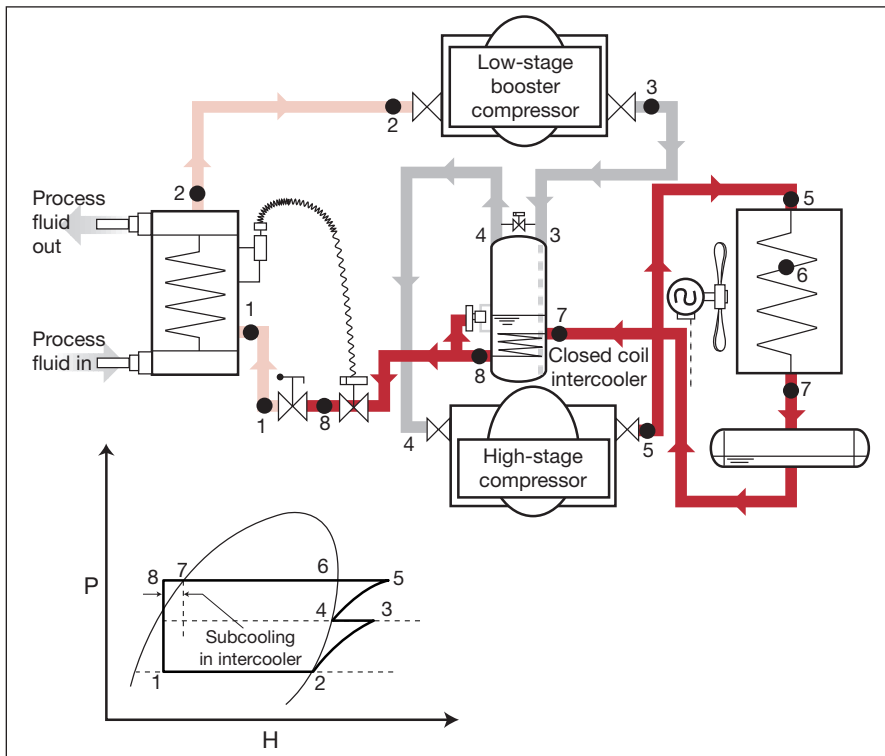 Low-stage
booster
compressor
3
2
2
Process
fluid
out
4
3
5
6
1
7
Process
fluid in
8
Closed coil
intercooler
7
1
8
4
5
High-stage
compressor
P
8
7
6
5
4
3
Subcooling
in intercooler
1
2
H